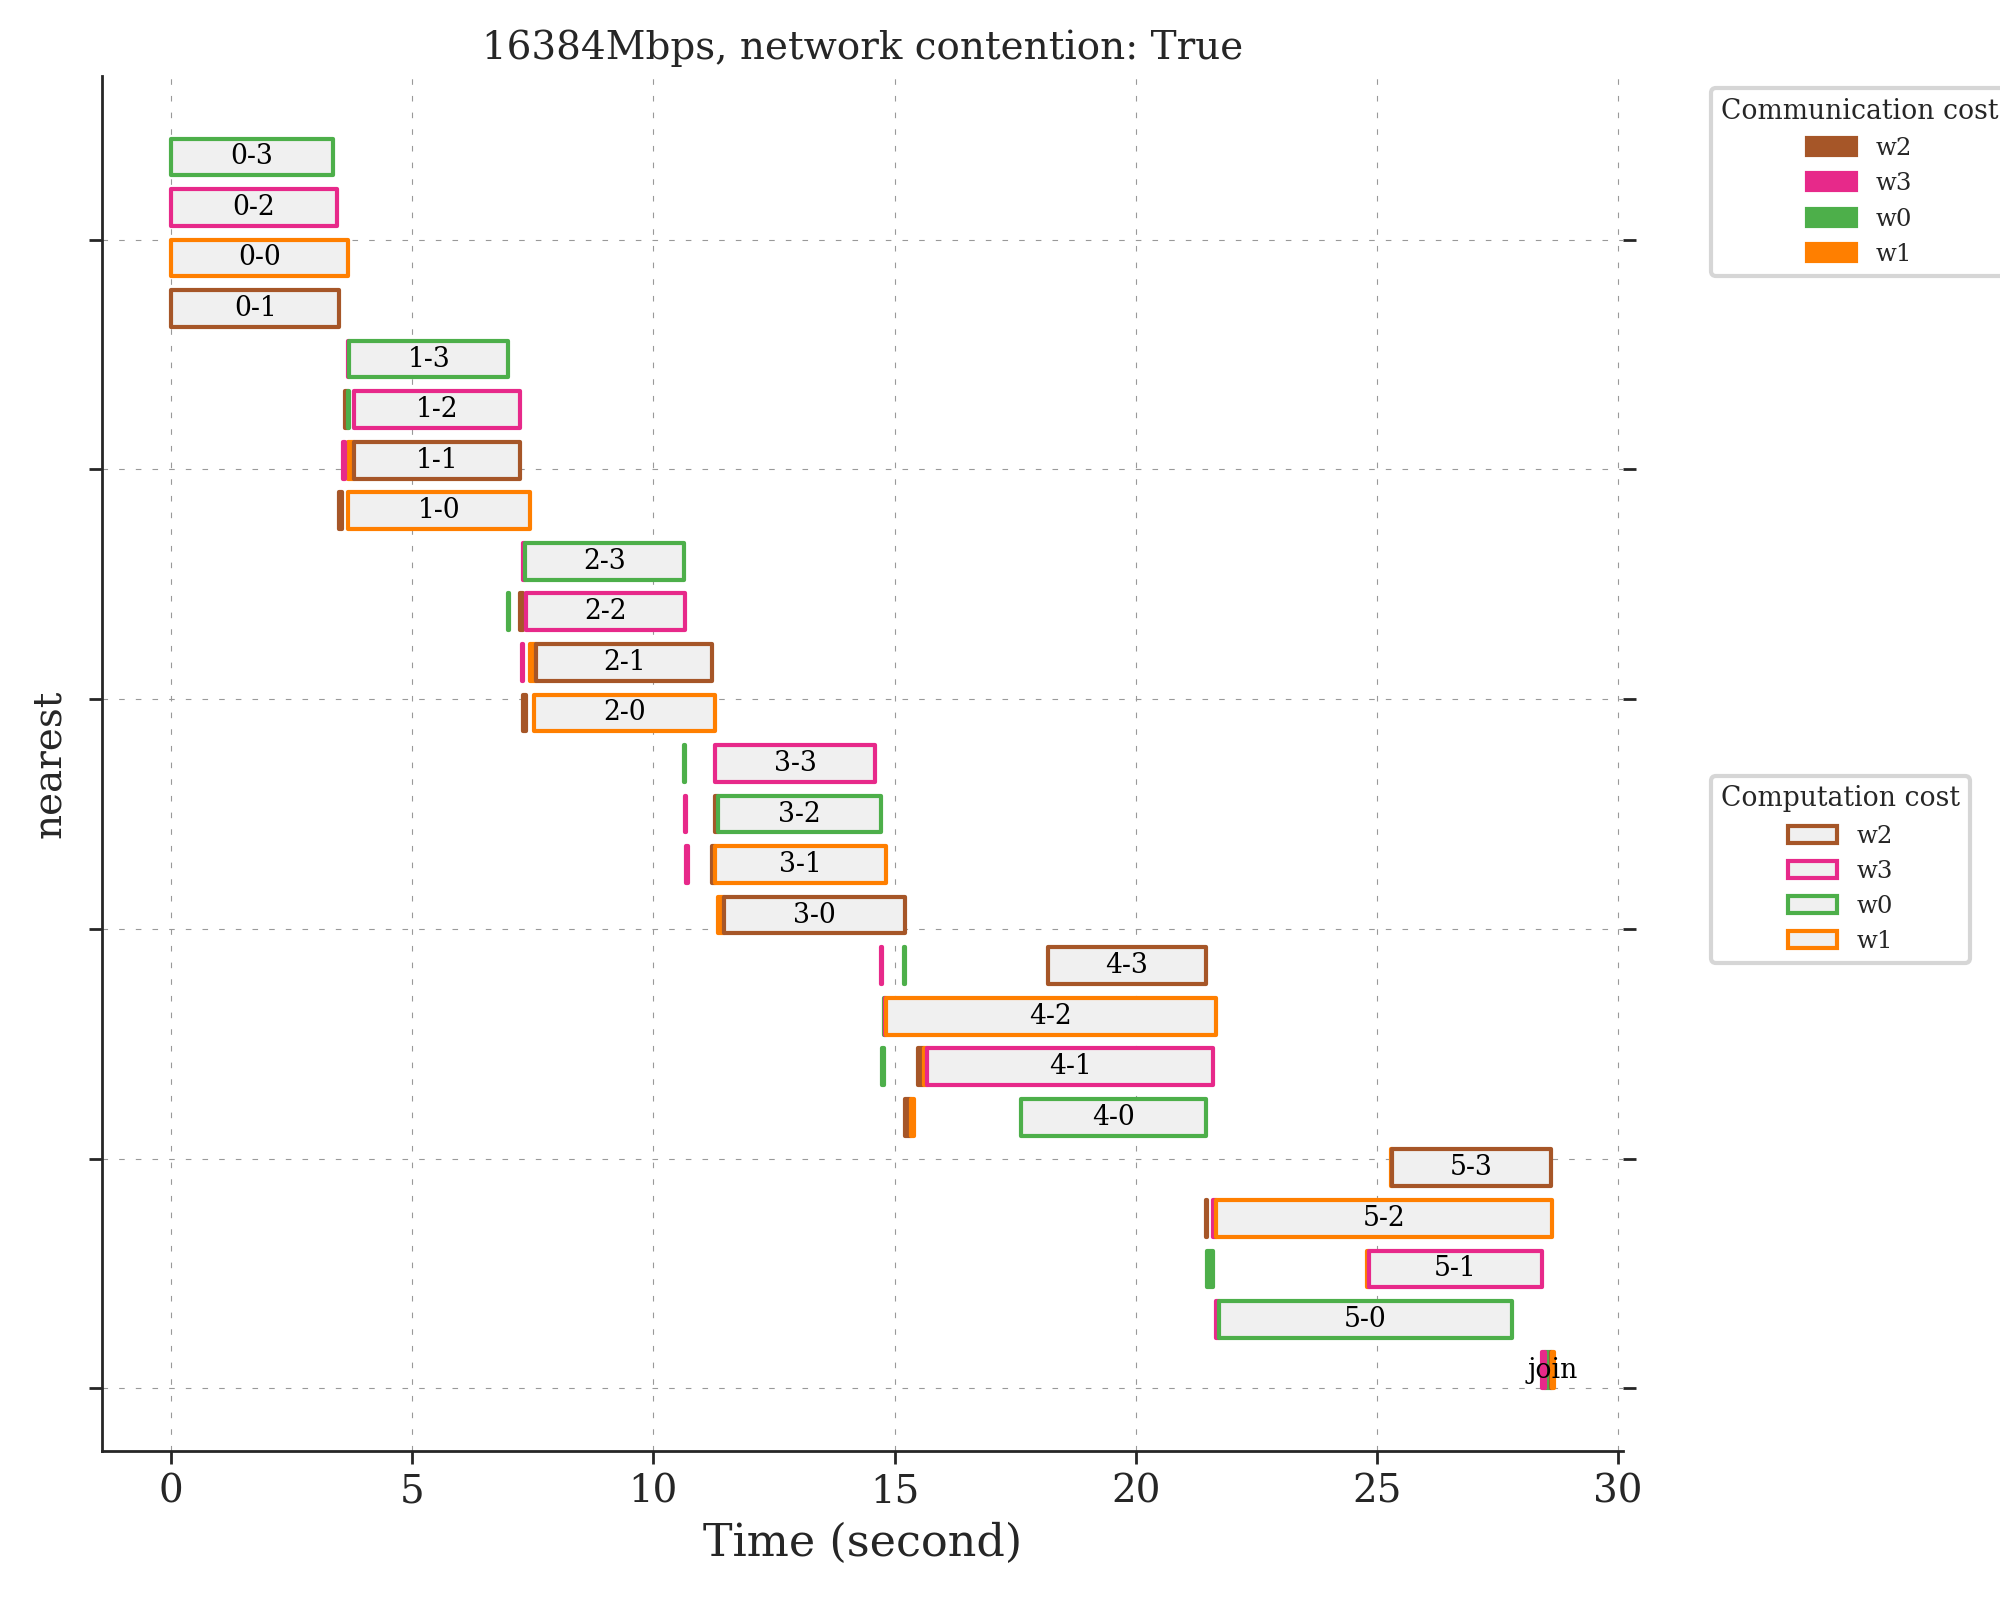 16384Mbps, network contention: True
0-3
0-2
0-0
0-1
1-3
1-2
1-1
1-0
2-3
2-2
2-1
2-0
3-3
3-2
3-1
3-0
4-3
4-2
4-1
4-0
5-3
5-2
5-1
5-0
join
nearest
0 5 10 15 20 25 30
Time (second)
Communication cost
w2
w3
w0
w1
Computation cost
w2
w3
w0
w1